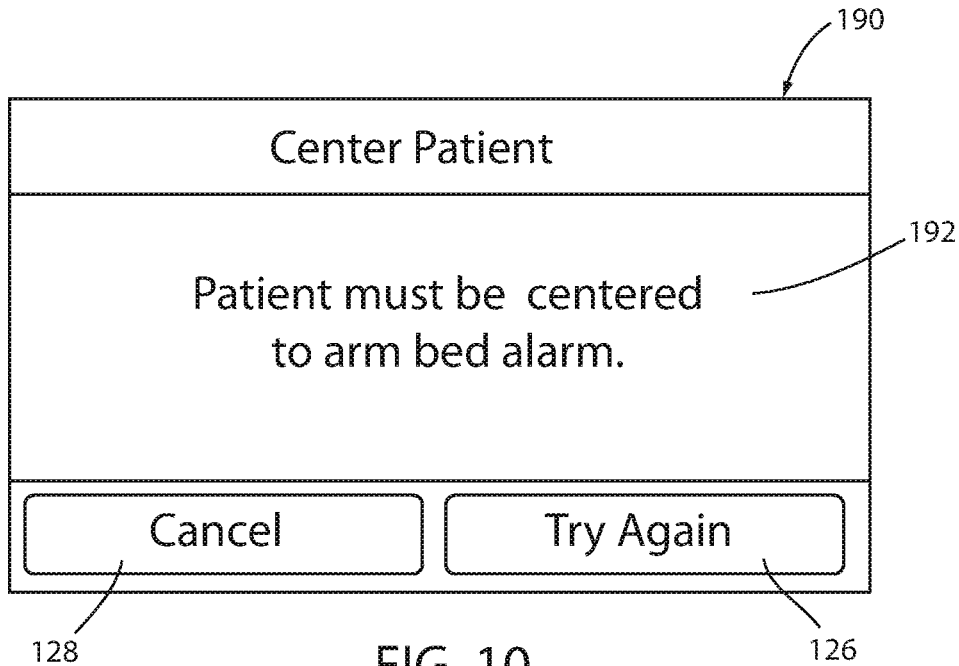 190
Center Patient
192
Patient must be centered
to arm bed alarm.
Cancel
Try Again
128
126
FIG. 10